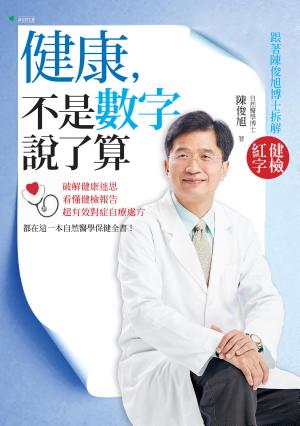 健康,
不是數字
說了算
跟著陳俊旭博士拆解
健檢
紅字
自然醫學博士
陳俊旭 著
破解健康迷思
看懂健檢報告
超有效對症自療處方
都在這一本自然醫學保健全書!